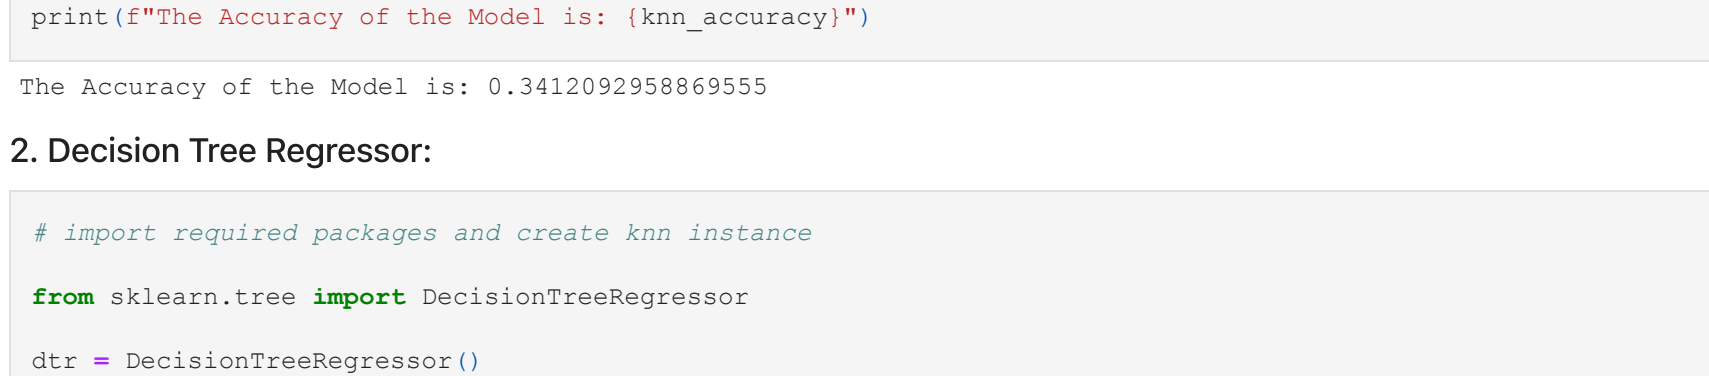 print(f"The Accuracy of the Model is: {knn_accuracy}")
The Accuracy of the Model is: 0.3412092958869555
2. Decision Tree Regressor:
# import required packages and create knn instance
from sklearn.tree import DecisionTreeRegressor
dtr = DecisionTreeRegressor()